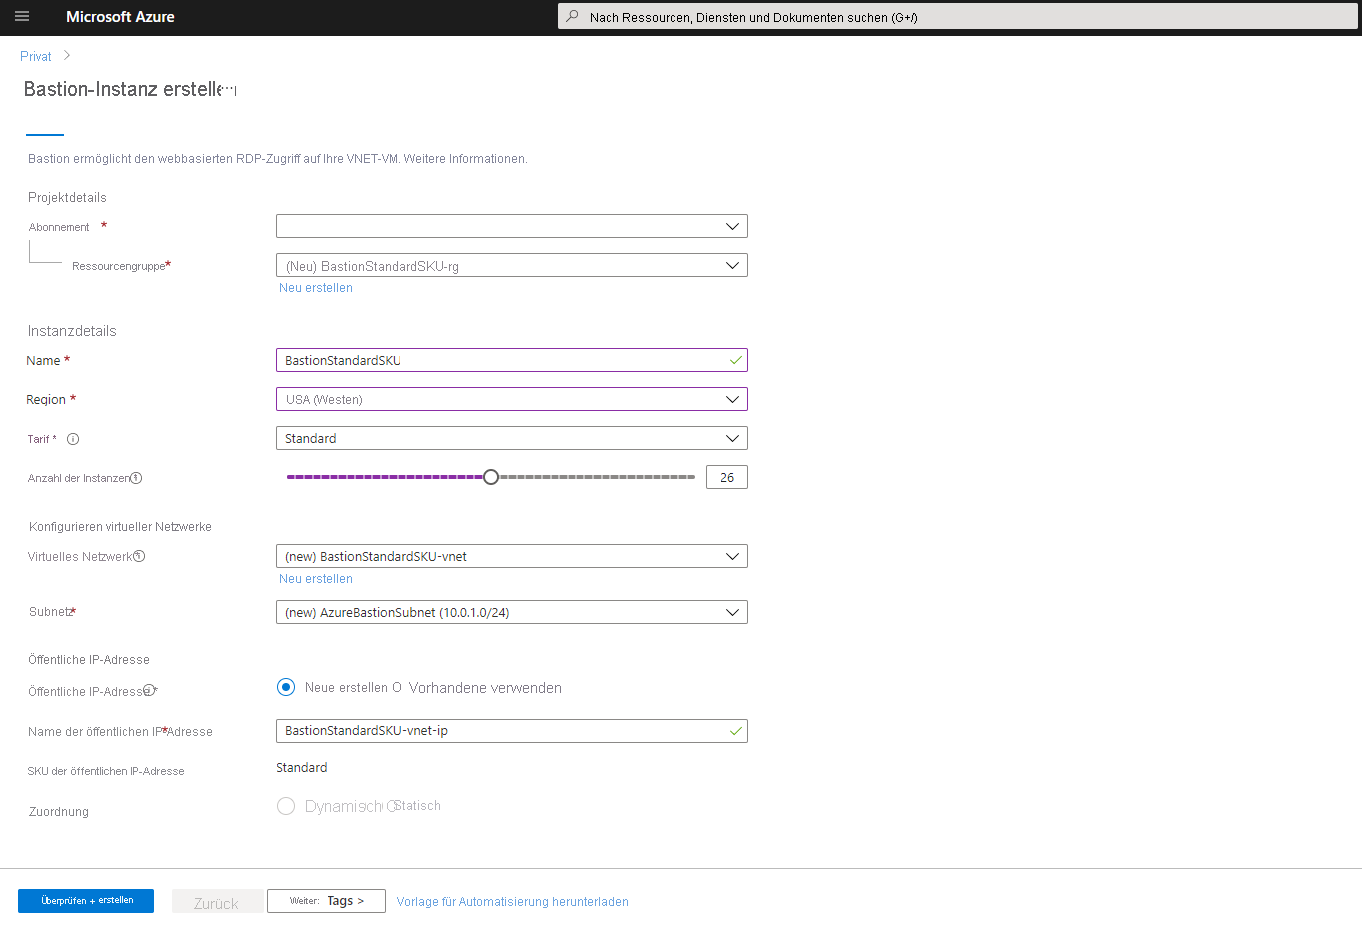 Microsoft Azure
Nach Ressourcen, Diensten und Dokumenten suchen (G+/)
Privat
Bastion-Instanz erstelle
Bastion ermöglicht den webbasierten RDP-Zugriff auf Ihre VNET-VM. Weitere Informationen.
Projektdetails
Abonnement *
Ressourcengruppe*
(Neu) BastionStandardSKU-rg
Neu erstellen
Instanzdetails
Name *
BastionStandardSKU
Region *
USA (Westen)
Tarif *
Standard
Anzahl der Instanzen
26
Konfigurieren virtueller Netzwerke
Virtuelles Netzwerk
(new) BastionStandardSKU-vnet
Neu erstellen
Subnetz*
(new) AzureBastionSubnet (10.0.1.0/24)
Öffentliche IP-Adresse
Öffentliche IP-Adresse *
Neue erstellen O Vorhandene verwenden
Name der öffentlichen IP-Adresse *
BastionStandardSKU-vnet-ip
SKU der öffentlichen IP-Adresse
Standard
Zuordnung
Dynamisch Statisch
Überprüfen + erstellen
Zurück
Weiter: Tags >
Vorlage für Automatisierung herunterladen